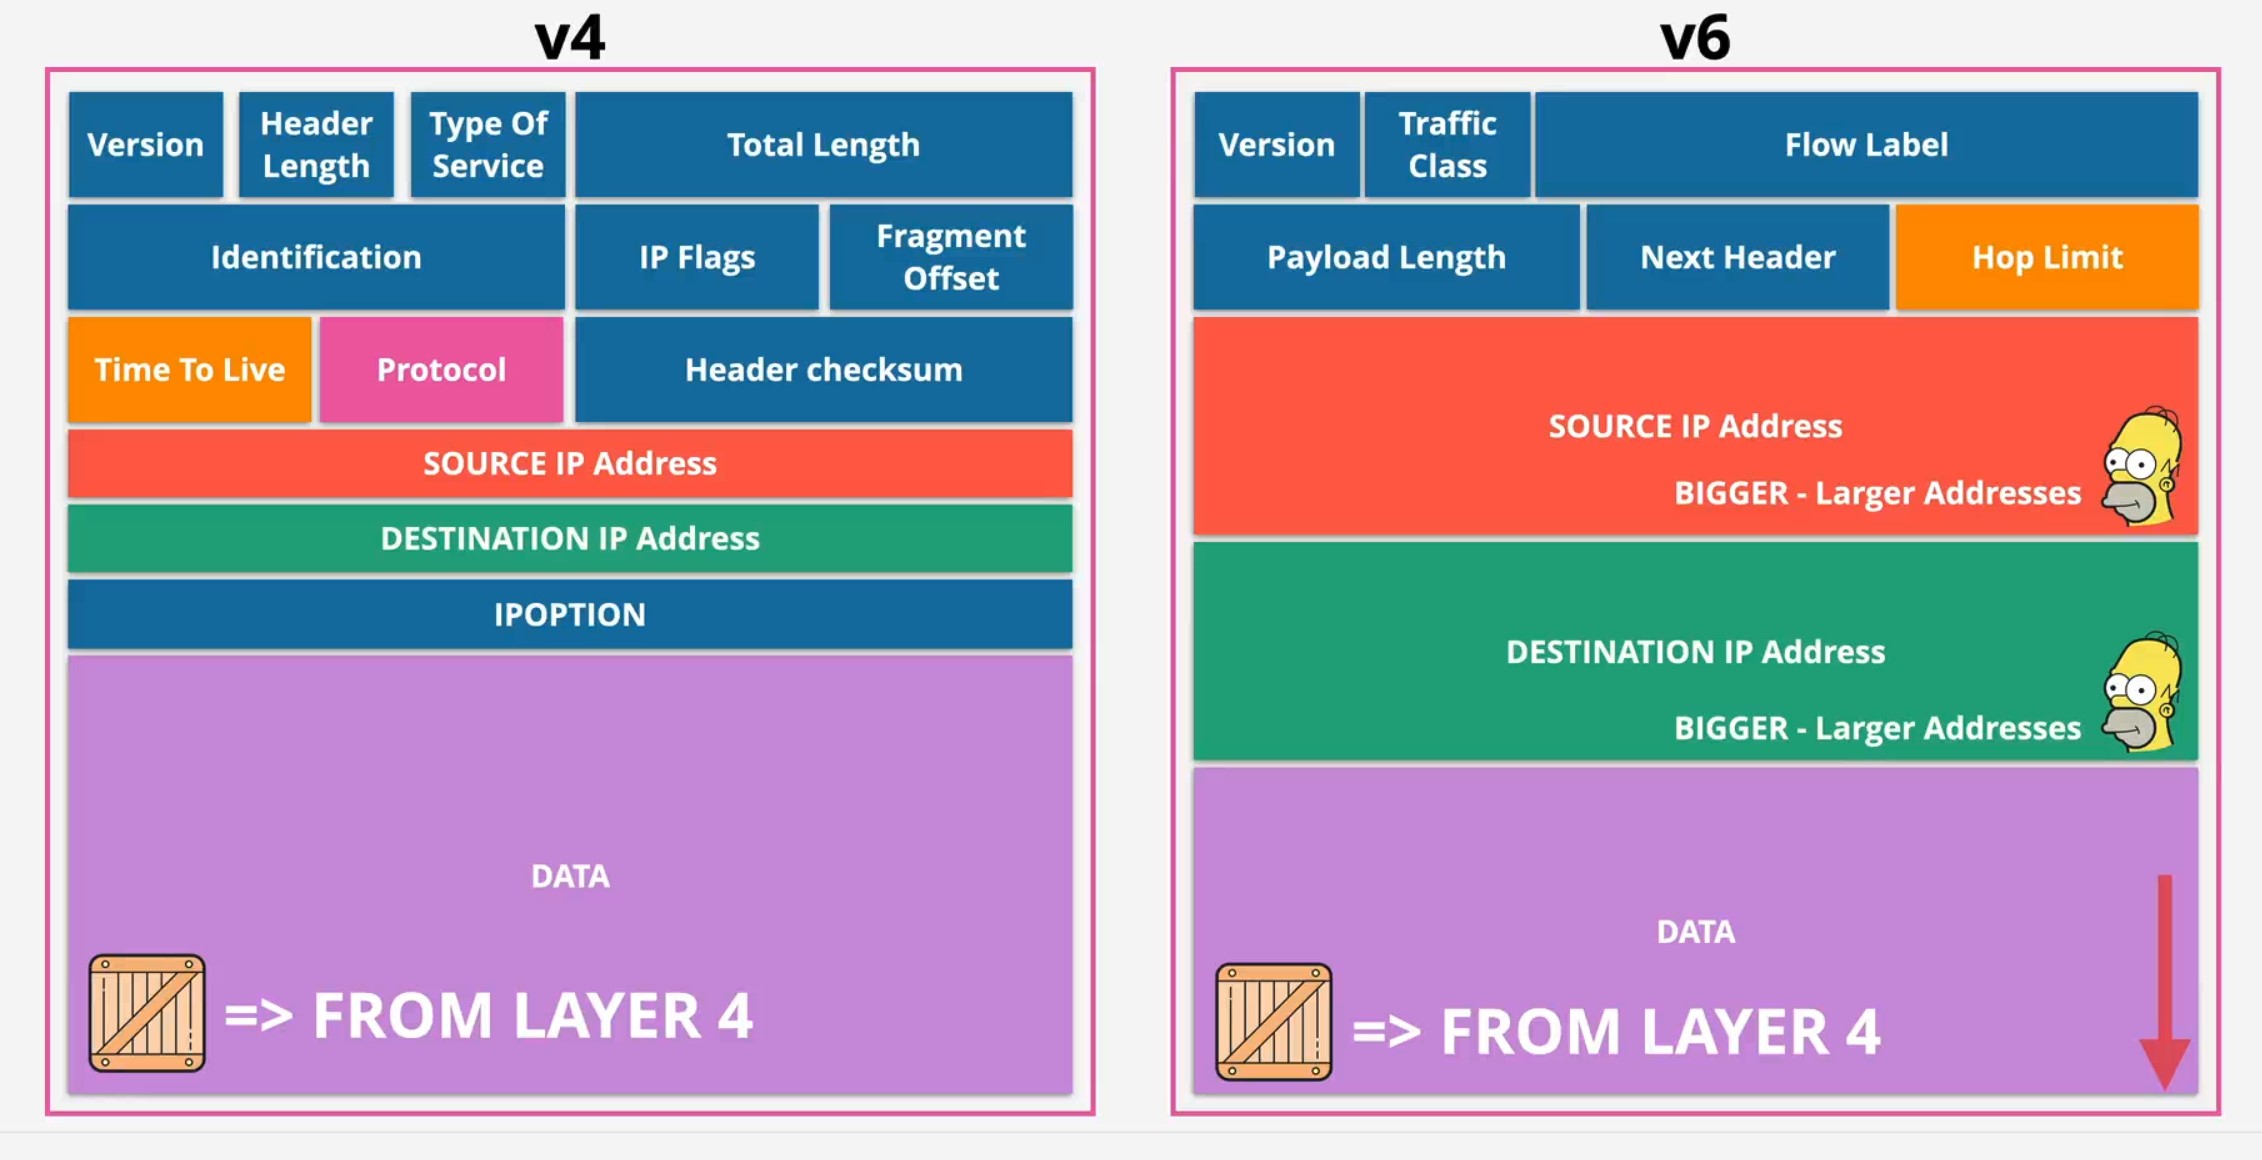 v4
Version
Header
Length
Type Of
Service
Total Length
Identification
IP Flags
Fragment
Offset
Time To Live
Protocol
Header checksum
SOURCE IP Address
DESTINATION IP Address
IPOPTION
DATA
=> FROM LAYER 4
v6
Version
Traffic
Class
Flow Label
Payload Length
Next Header
Hop Limit
SOURCE IP Address
BIGGER - Larger Addresses
DESTINATION IP Address
BIGGER - Larger Addresses
DATA
=> FROM LAYER 4